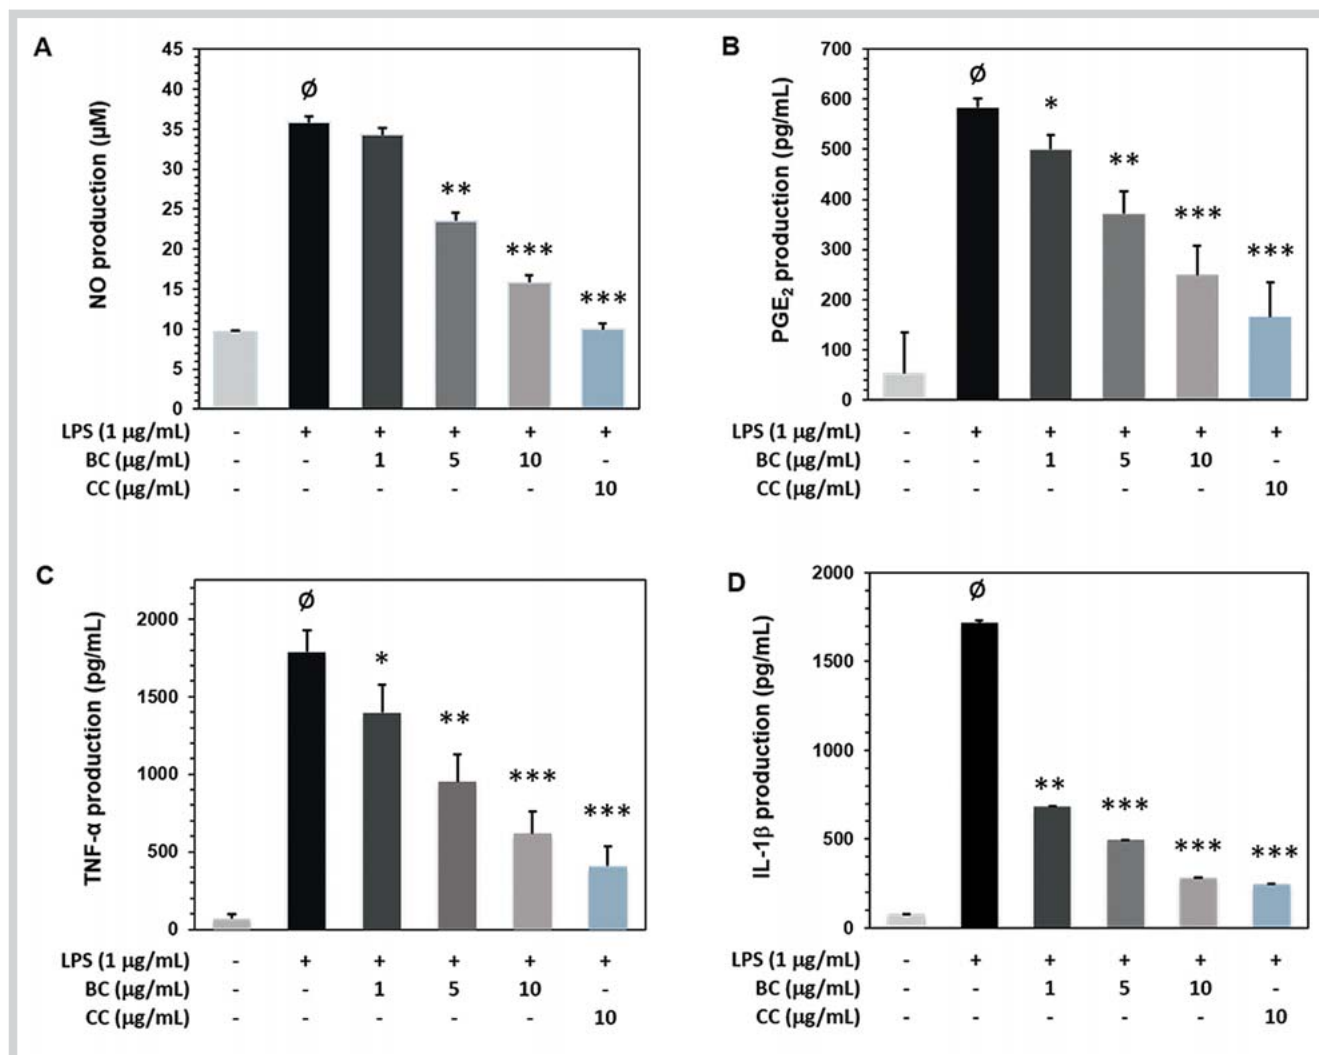 A
NO production (µM)
45
40
35
30
25
20
15
10
5
0
Ø
**
***
***
LPS (1 µg/mL) - + + + + +
BC (µg/mL) - - 1 5 10 -
CC (µg/mL) - - - - - 10
B
PGE₂ production (pg/mL)
700
600
500
400
300
200
100
0
Ø
*
**
***
***
LPS (1 µg/mL) - + + + + +
BC (µg/mL) - - 1 5 10 -
CC (µg/mL) - - - - - 10
C
TNF-α production (pg/mL)
2000
1500
1000
500
0
Ø
*
**
***
***
LPS (1 µg/mL) - + + + + +
BC (µg/mL) - - 1 5 10 -
CC (µg/mL) - - - - - 10
D
IL-1β production (pg/mL)
2000
1500
1000
500
0
Ø
**
***
***
***
LPS (1 µg/mL) - + + + + +
BC (µg/mL) - - 1 5 10 -
CC (µg/mL) - - - - - 10